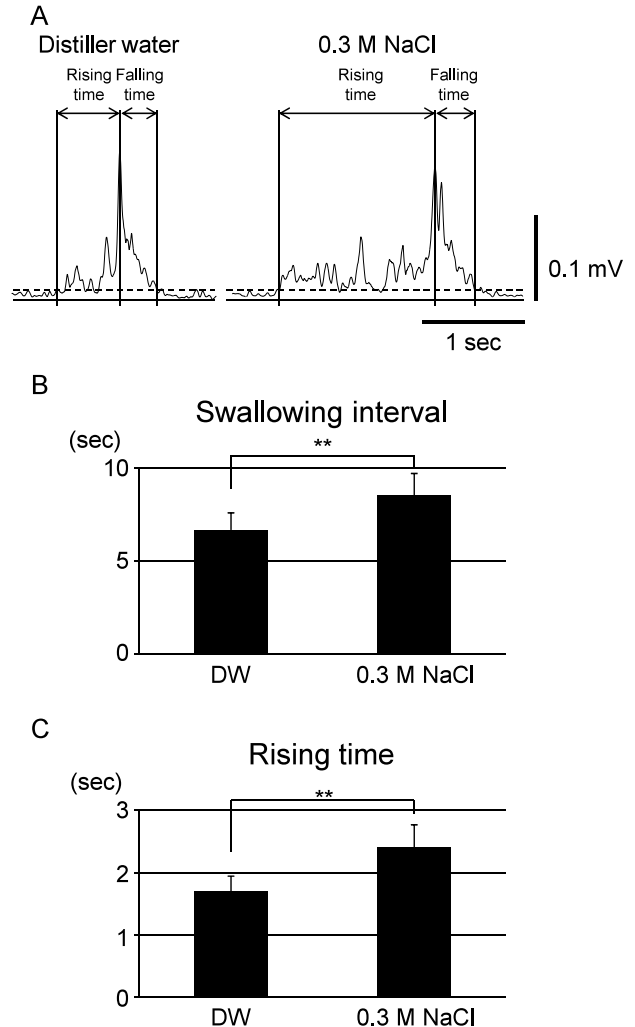 A
Distiller water
0.3 M NaCl
Rising time
Falling time
Rising time
Falling time
0.1 mV
1 sec
B
Swallowing interval
(sec)
**
10
5
0
DW
0.3 M NaCl
C
Rising time
(sec)
**
3
2
1
0
DW
0.3 M NaCl